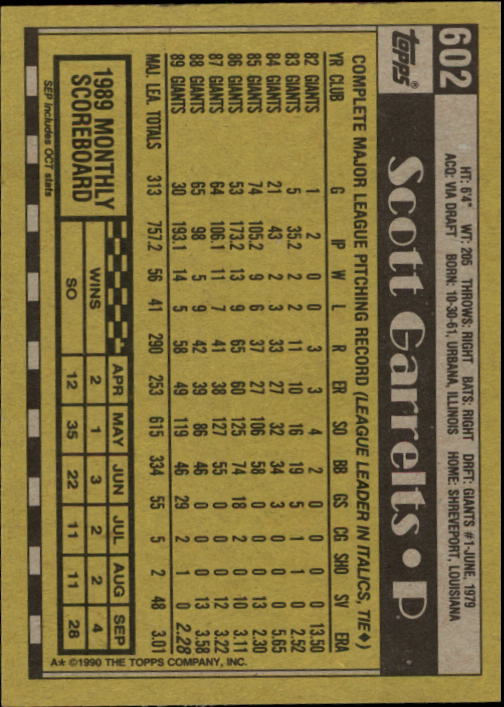 602
topps®
HT: 6'4" WT: 205 THROWS: RIGHT BATS: RIGHT DRFT: GIANTS #1-JUNE, 1979
ACQ: VIA DRAFT BORN: 10-30-61, URBANA, ILLINOIS HOME: SHREVEPORT, LOUISIANA
Scott Garrelts • P
COMPLETE MAJOR LEAGUE PITCHING RECORD (LEAGUE LEADER IN ITALICS, TIE♦)
YR CLUB G IP W L R ER SO BB GS CG SHO SV ERA
82 GIANTS 1 2 0 0 3 3 4 2 0 0 0 0 13.50
83 GIANTS 5 35.2 2 2 11 10 16 19 5 1 1 0 2.52
84 GIANTS 21 43 2 3 33 27 32 34 3 0 0 0 5.65
85 GIANTS 74 105.2 9 6 37 27 106 58 0 0 0 13 2.30
86 GIANTS 53 173.2 13 9 65 60 125 74 18 2 0 10 3.11
87 GIANTS 64 106.1 11 7 41 38 127 55 0 0 0 12 3.22
88 GIANTS 65 98 5 9 42 39 86 46 0 0 0 13 3.58
89 GIANTS 30 193.1 14 5 58 49 119 46 29 2 1 0 2.28
MAJ. LEA. TOTALS 313 757.2 56 41 290 253 615 334 55 5 2 48 3.01
1989 MONTHLY
SCOREBOARD
SEP includes OCT stats
APR MAY JUN JUL AUG SEP
WINS 2 1 3 2 2 4
SO 12 35 22 11 11 28
A* ©1990 THE TOPPS COMPANY, INC.